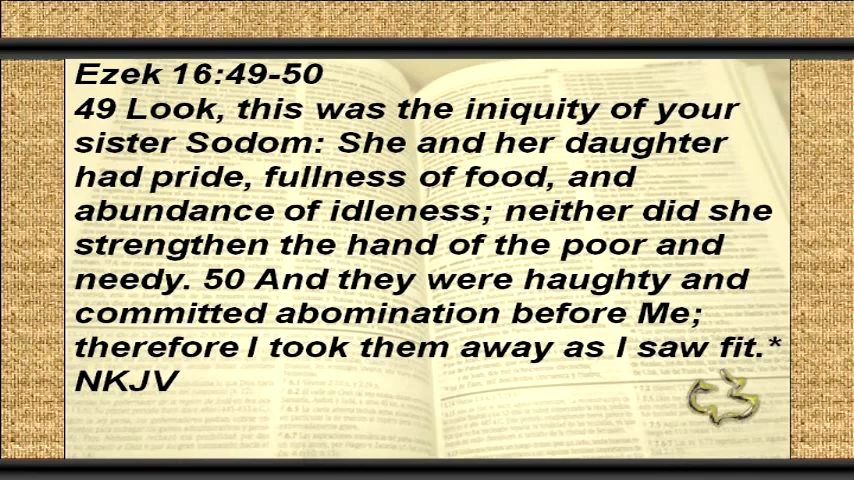 Ezek 16:49-50
49 Look, this was the iniquity of your
sister Sodom: She and her daughter
had pride, fullness of food, and
abundance of idleness; neither did she
strengthen the hand of the poor and
needy. 50 And they were haughty and
committed abomination before Me;
therefore I took them away as I saw fit.*
NKJV